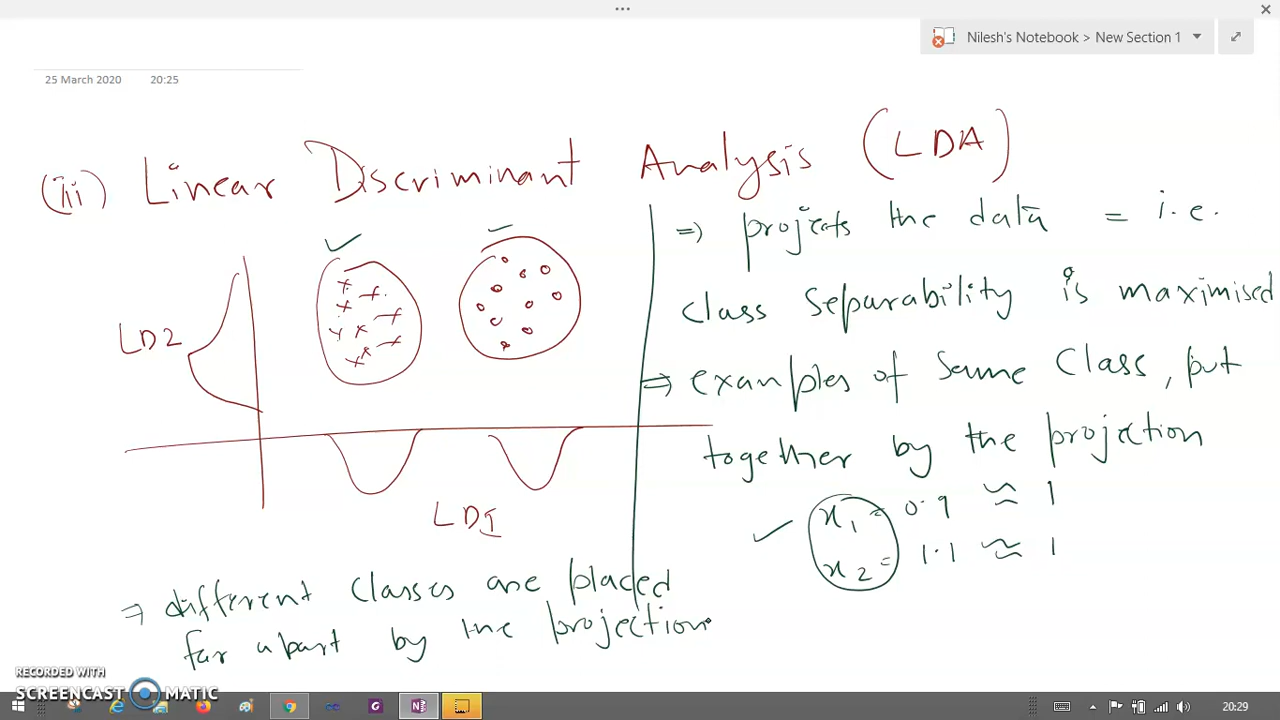 Nilesh's Notebook > New Section 1
25 March 2020 20:25
(iii) Linear Discriminant Analysis (LDA)
LD2
LD1
=> different classes are placed
far apart by the projection
=> projects the data = i.e.
class separability is maximised
=> examples of same class, put
together by the projection
x1 = 0.9 ≈ 1
x2 = 1.1 ≈ 1
RECORDED WITH
SCREENCAST MATIC
20:29